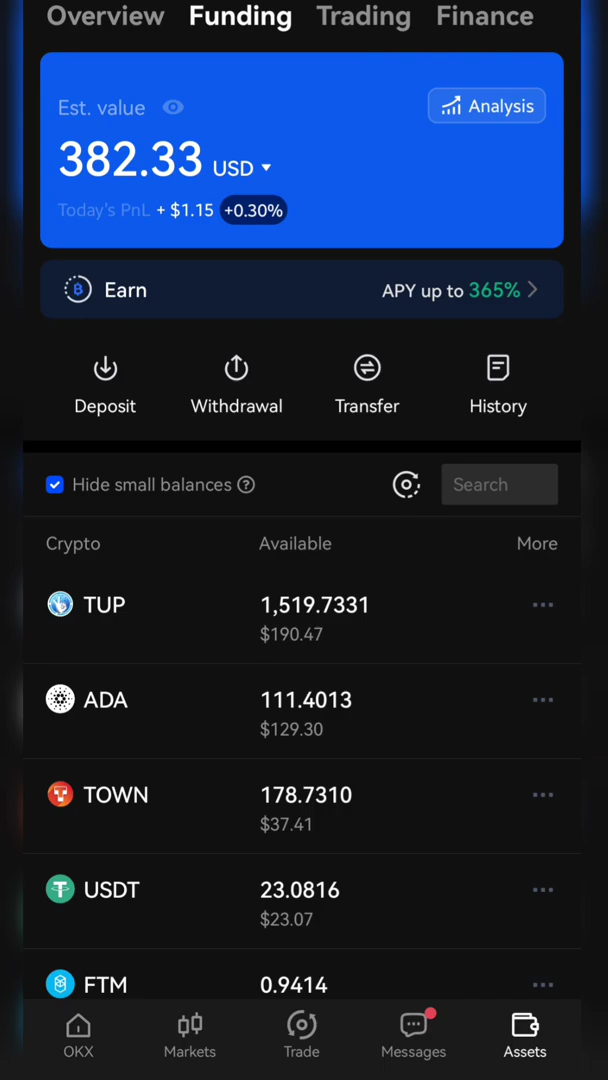 Overview Funding Trading Finance
Est. value
Analysis
382.33 USD
Today's PnL + $1.15 +0.30%
Earn
APY up to 365%
Deposit Withdrawal Transfer History
Hide small balances
Search
Crypto Available More
TUP 1,519.7331
$190.47
ADA 111.4013
$129.30
TOWN 178.7310
$37.41
USDT 23.0816
$23.07
FTM 0.9414
OKX Markets Trade Messages Assets